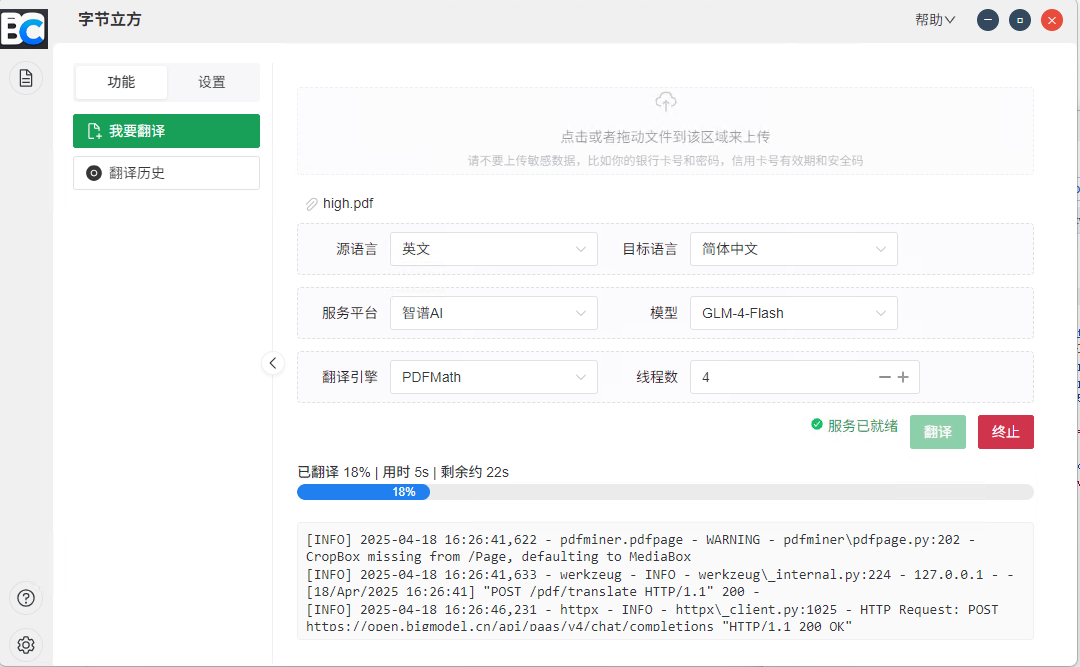 BC
字节立方
帮助
功能
设置
我要翻译
翻译历史
点击或者拖动文件到该区域来上传
请不要上传敏感数据，比如你的银行卡号和密码，信用卡号有效期和安全码
high.pdf
源语言 英文 目标语言 简体中文
服务平台 智谱AI 模型 GLM-4-Flash
翻译引擎 PDFMath 线程数 4
服务已就绪 翻译 终止
已翻译 18% | 用时 5s | 剩余约 22s
18%
[INFO] 2025-04-18 16:26:41,622 - pdfminer.pdfpage - WARNING - pdfminer\pdfpage.py:202 -
CropBox missing from /Page, defaulting to MediaBox
[INFO] 2025-04-18 16:26:41,633 - werkzeug - INFO - werkzeug\_internal.py:224 - 127.0.0.1 - -
[18/Apr/2025 16:26:41] "POST /pdf/translate HTTP/1.1" 200 -
[INFO] 2025-04-18 16:26:46,231 - httpx - INFO - httpx\_client.py:1025 - HTTP Request: POST
https://open.bigmodel.cn/api/paas/v4/chat/completions "HTTP/1.1 200 OK"